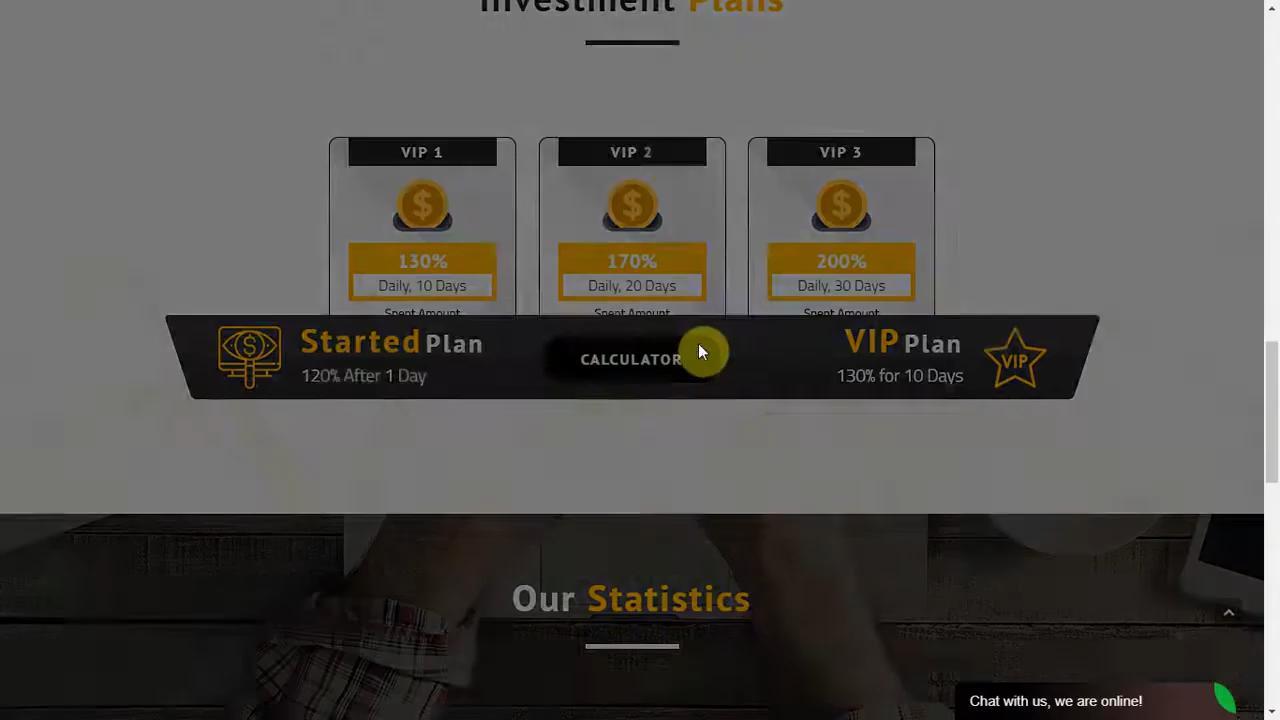 Investment Plans
VIP 1
VIP 2
VIP 3
130%
170%
200%
Daily, 10 Days
Daily, 20 Days
Daily, 30 Days
Spent Amount
Spent Amount
Spent Amount
Started Plan
120% After 1 Day
CALCULATOR
VIP Plan
130% for 10 Days
VIP
Our Statistics
Chat with us, we are online!